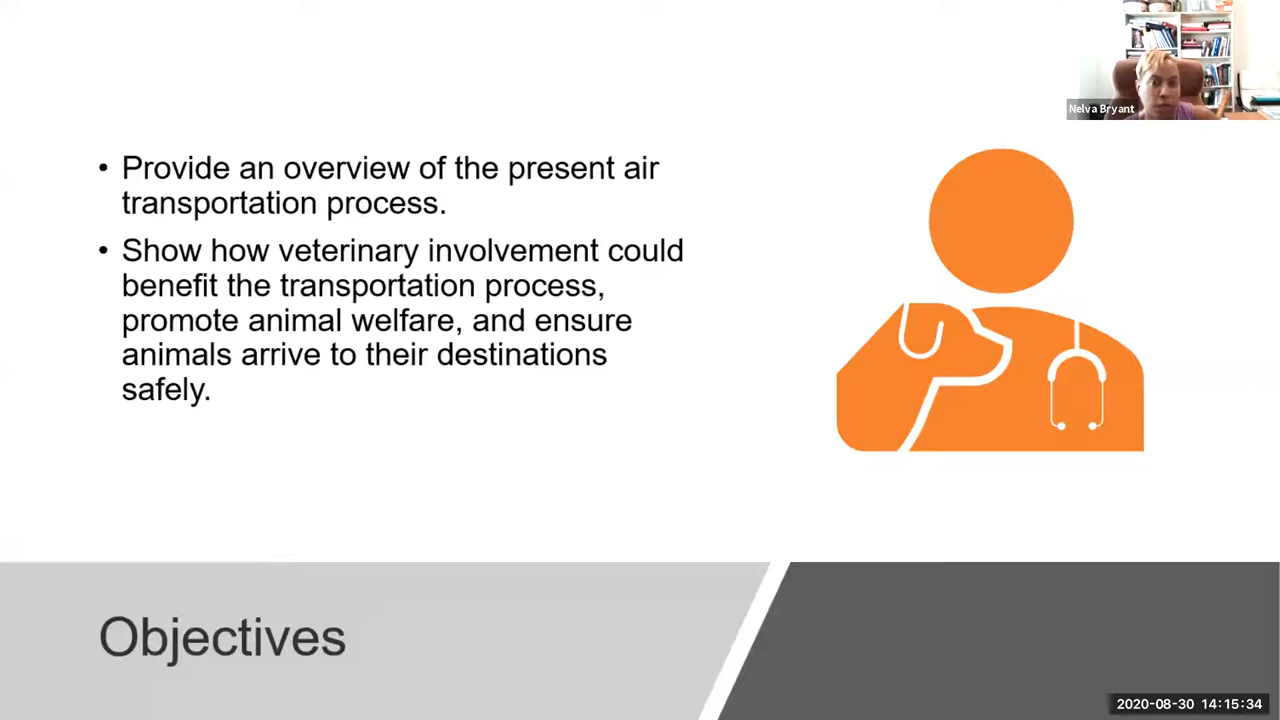 Nelva Bryant
• Provide an overview of the present air
transportation process.
• Show how veterinary involvement could
benefit the transportation process,
promote animal welfare, and ensure
animals arrive to their destinations
safely.
Objectives
2020-08-30 14:15:34